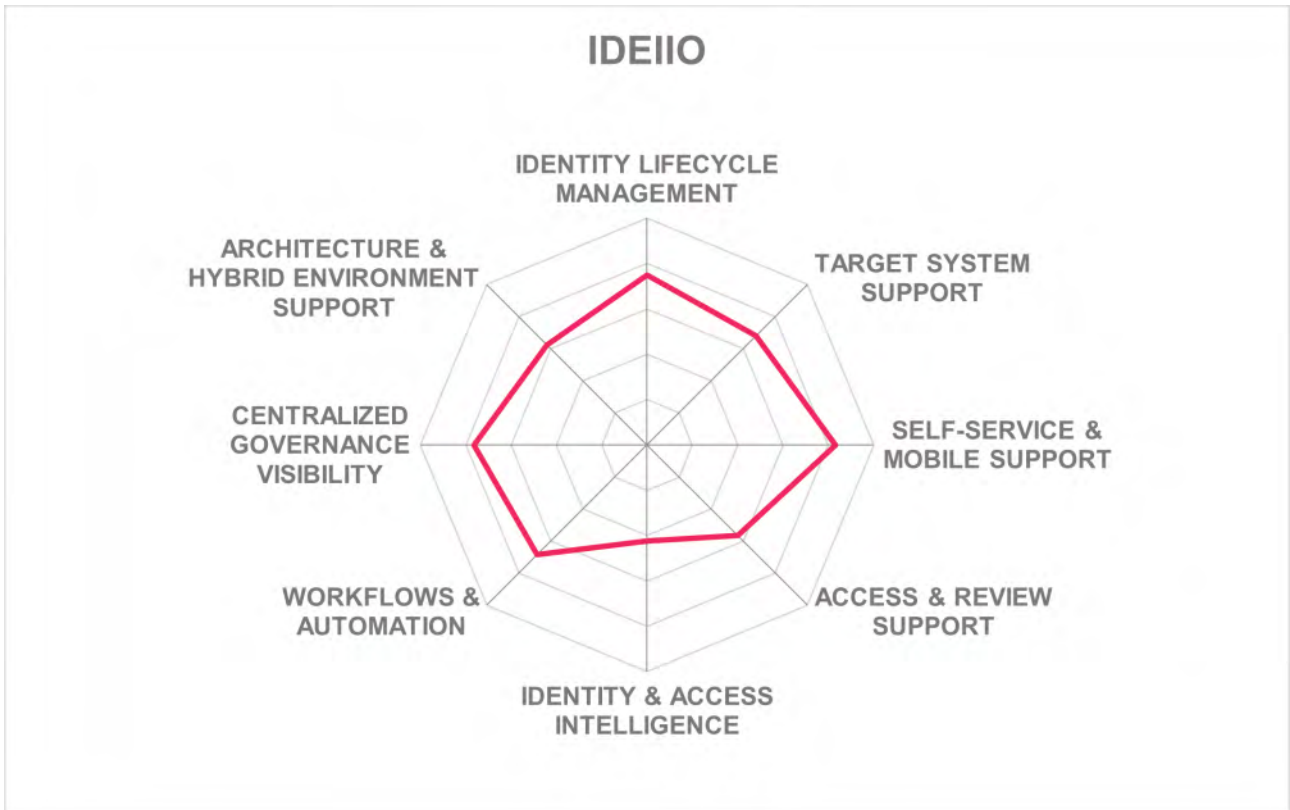 IDEIIO
IDENTITY LIFECYCLE
MANAGEMENT
TARGET SYSTEM
SUPPORT
SELF-SERVICE &
MOBILE SUPPORT
ACCESS & REVIEW
SUPPORT
IDENTITY & ACCESS
INTELLIGENCE
WORKFLOWS &
AUTOMATION
CENTRALIZED
GOVERNANCE
VISIBILITY
ARCHITECTURE &
HYBRID ENVIRONMENT
SUPPORT